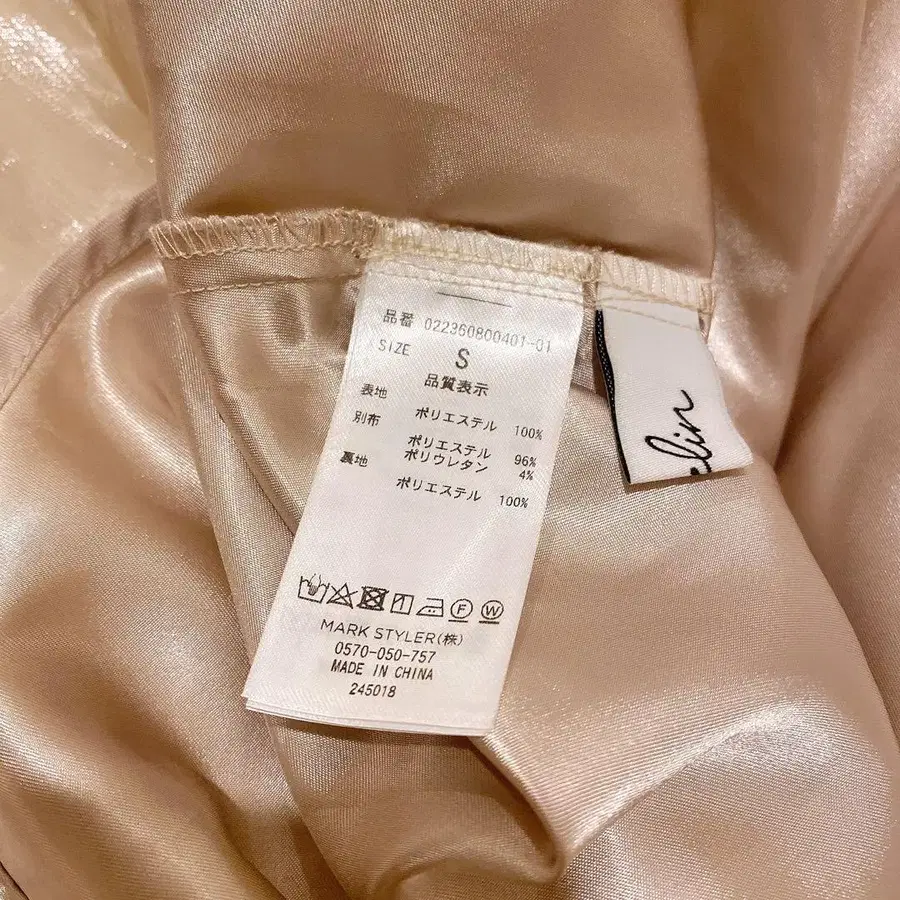 品番 022360800401-01
SIZE S
品質表示
表地 ポリエステル 100%
別布 ポリエステル 96%
ポリウレタン 4%
裏地 ポリエステル 100%
F W
MARK STYLER(株)
0570-050-757
MADE IN CHINA
245018
elin